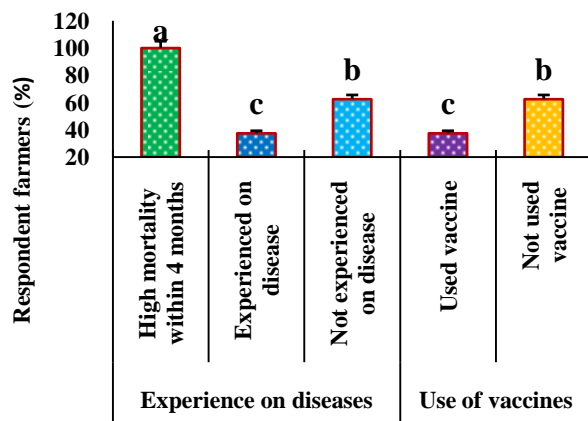 Respondent farmers (%)
120
100
80
60
40
20
a
c
b
c
b
High mortality
within 4 months
Experienced on
disease
Not experienced
on disease
Used vaccine
Not used
vaccine
Experience on diseases
Use of vaccines